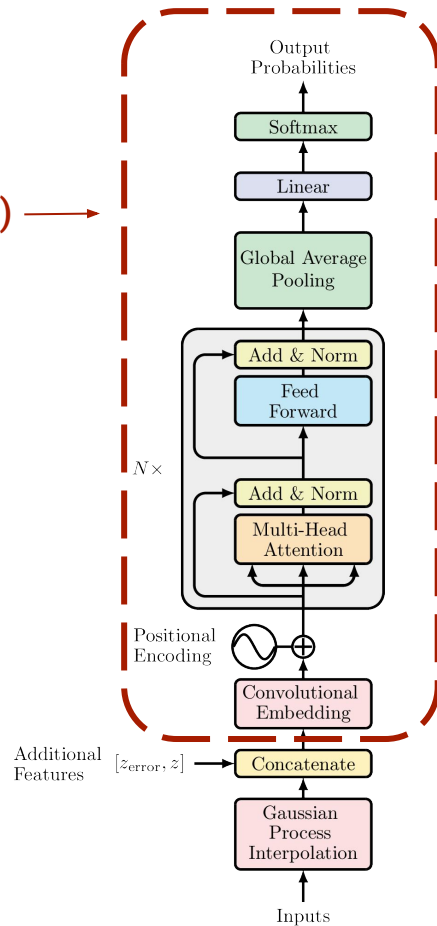 Output
Probabilities
Softmax
)
Linear
Global Average
Pooling
Add & Norm
Feed
Forward
N×
Add & Norm
Multi-Head
Attention
Positional
Encoding
Convolutional
Embedding
Additional
Features
[z_error, z]
Concatenate
Gaussian
Process
Interpolation
Inputs